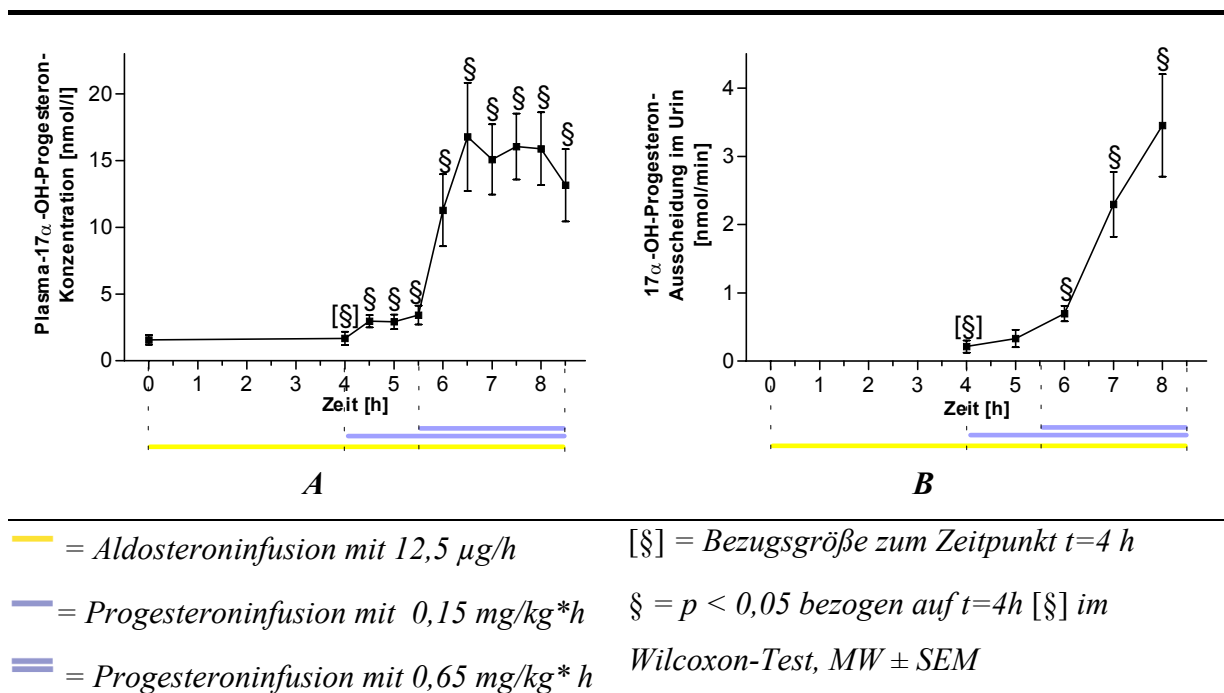 Plasma-17α-OH-Progesteron-
Konzentration [nmol/l]
20
15
10
5
0
[§]
§
§
§
§
§
§
§
§
§
0 1 2 3 4 5 6 7 8
Zeit [h]
A
17α-OH-Progesteron-
Ausscheidung im Urin
[nmol/min]
4
3
2
1
0
[§]
§
§
§
0 1 2 3 4 5 6 7 8
Zeit [h]
B
= Aldosteroninfusion mit 12,5 µg/h
= Progesteroninfusion mit 0,15 mg/kg*h
= Progesteroninfusion mit 0,65 mg/kg* h
[§] = Bezugsgröße zum Zeitpunkt t=4 h
§ = p < 0,05 bezogen auf t=4h [§] im
Wilcoxon-Test, MW ± SEM